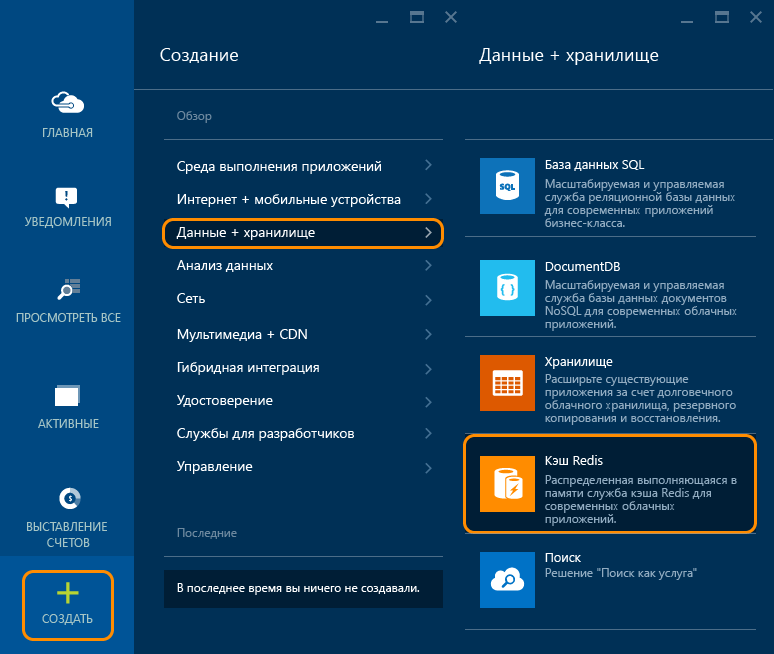 ГЛАВНАЯ
УВЕДОМЛЕНИЯ
ПРОСМОТРЕТЬ ВСЕ
АКТИВНЫЕ
ВЫСТАВЛЕНИЕ
СЧЕТОВ
СОЗДАТЬ
Создание
Обзор
Среда выполнения приложений
Интернет + мобильные устройства
Данные + хранилище
Анализ данных
Сеть
Мультимедиа + CDN
Гибридная интеграция
Удостоверение
Службы для разработчиков
Управление
Последние
В последнее время вы ничего не создавали.
Данные + хранилище
SQL
База данных SQL
Масштабируемая и управляемая
служба реляционной базы данных
для современных приложений
бизнес-класса.
DocumentDB
Масштабируемая и управляемая
служба базы данных документов
NoSQL для современных облачных
приложений.
Хранилище
Расширьте существующие
приложения за счет долговечного
облачного хранилища, резервного
копирования и восстановления.
Кэш Redis
Распределенная выполняющаяся в
памяти служба кэша Redis для
современных облачных
приложений.
Поиск
Решение "Поиск как услуга"